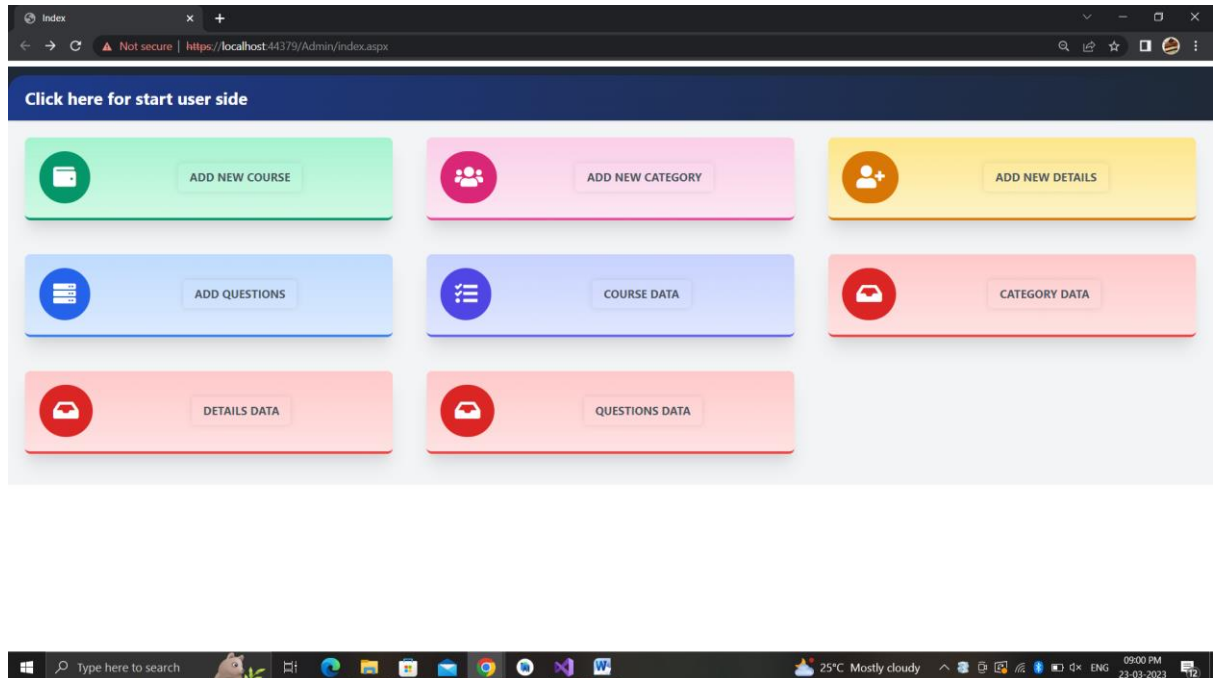 Index
Not secure | https://localhost:44379/Admin/index.aspx
Click here for start user side
ADD NEW COURSE
ADD NEW CATEGORY
ADD NEW DETAILS
ADD QUESTIONS
COURSE DATA
CATEGORY DATA
DETAILS DATA
QUESTIONS DATA
Type here to search
25°C Mostly cloudy
ENG
09:00 PM
23-03-2023
12